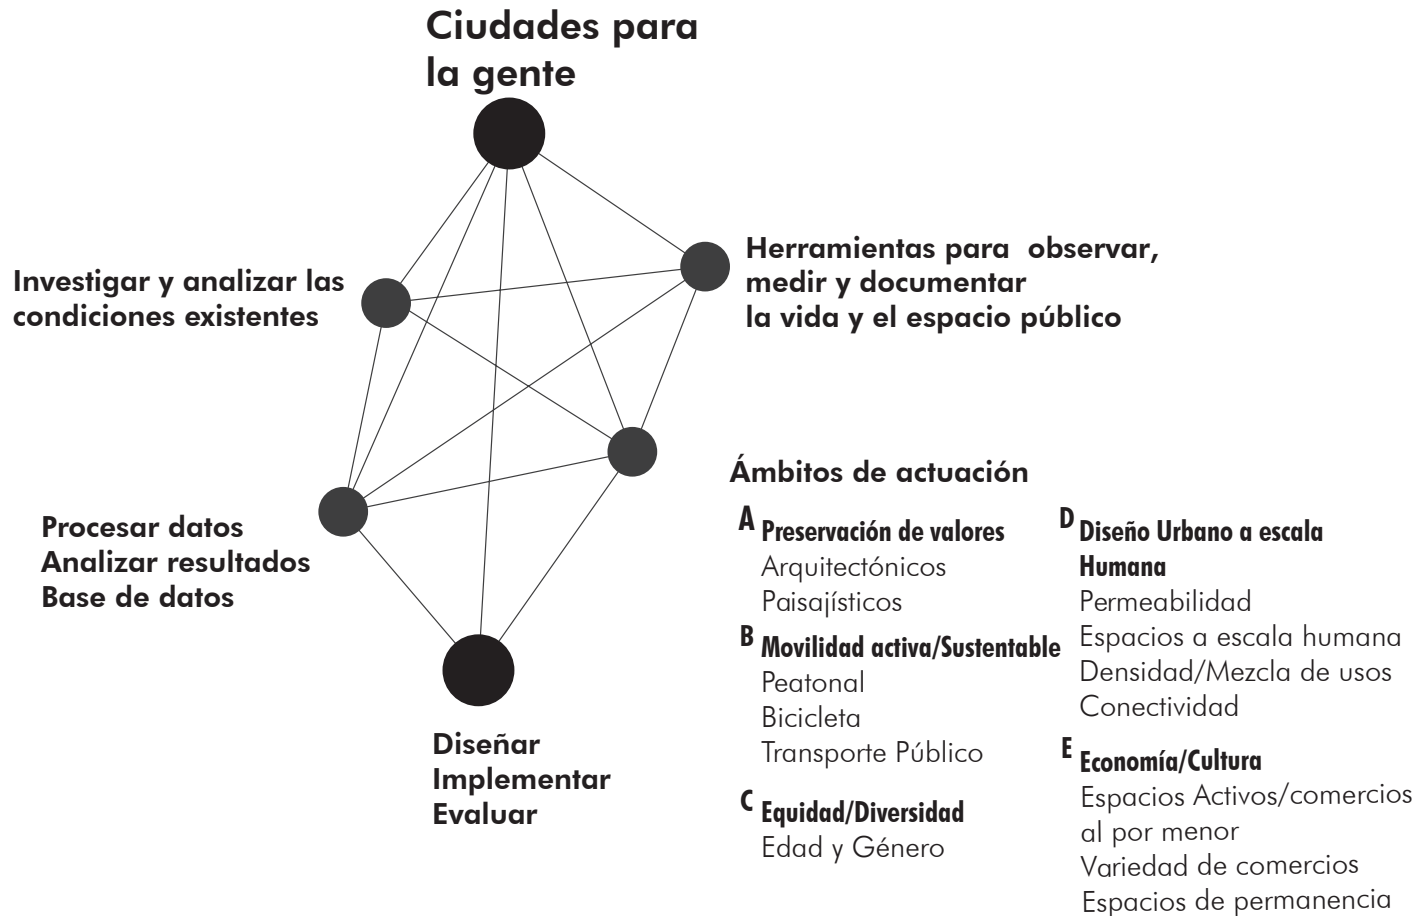 Ciudades para
la gente
Investigar y analizar las
condiciones existentes
Herramientas para  observar,
medir y documentar
la vida y el espacio público
Procesar datos
Analizar resultados
Base de datos
Diseñar
Implementar
Evaluar
Ámbitos de actuación
A Preservación de valores
Arquitectónicos
Paisajísticos
B Movilidad activa/Sustentable
Peatonal
Bicicleta
Transporte Público
C Equidad/Diversidad
Edad y Género
D Diseño Urbano a escala
Humana
Permeabilidad
Espacios a escala humana
Densidad/Mezcla de usos
Conectividad
E Economía/Cultura
Espacios Activos/comercios
al por menor
Variedad de comercios
Espacios de permanencia